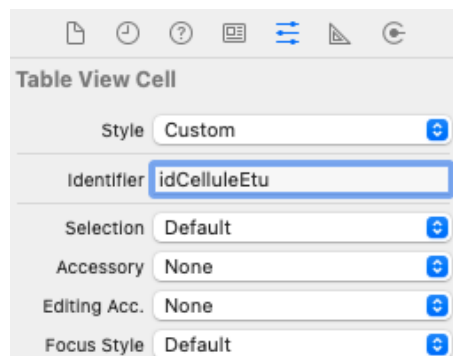 Table View Cell
Style Custom
Identifier idCelluleEtu
Selection Default
Accessory None
Editing Acc. None
Focus Style Default